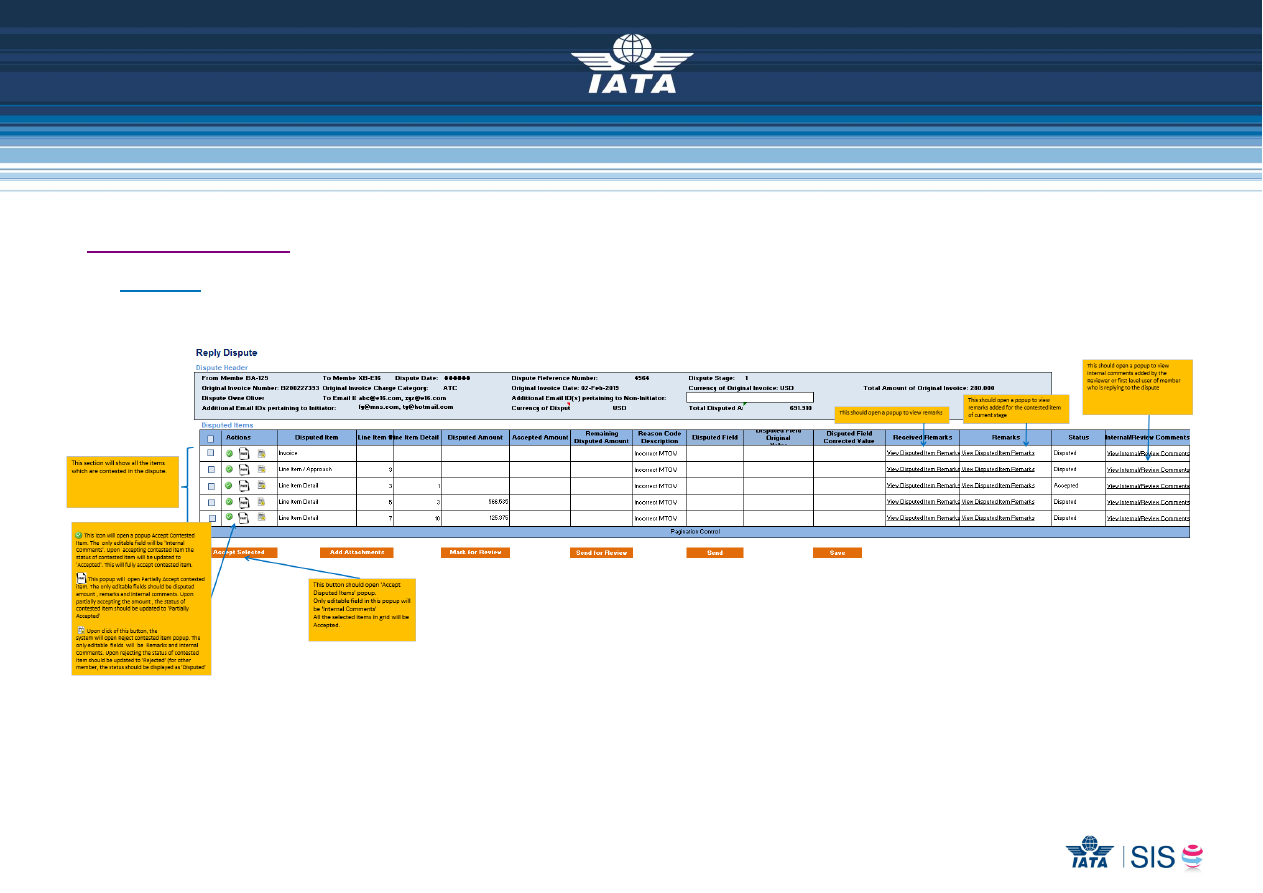 IATA
Reply Dispute
Dispute Header
From Membe BA-125 To Membe XB-E16 Dispute Date: ###### Dispute Reference Number: 4564 Dispute Stage: 1
Original Invoice Number: B200227353 Original Invoice Charge Category: ATC Original Invoice Date: 02-Feb-2015 Currency of Original Invoice: USD Total Amount of Original Invoice: 200.000
Dispute Owne Oliver To Email I abc@e16.com, Additional Email ID(s) pertaining to Non-Initiator:
Additional Email IDs pertaining to Initiator: Currency of Disput USD Total Disputed A 691.910
Disputed Items
Actions Disputed Item Line Item ine Item Detail Disputed Amount Accepted Amount Remaining Disputed Amount Reason Code Description Disputed Field Disputed Field Original Disputed Field Corrected Value Received Remarks Remarks Status Internal/Review Comments
Invoice Incorrect MTOW View Disputed Item Remarks View Disputed Item Remarks Disputed View Internal/Review Comments
Line Item / Approach 3 Incorrect MTOW View Disputed Item Remarks View Disputed Item Remarks Disputed View Internal/Review Comments
Line Item Detail 3 1 Incorrect MTOW View Disputed Item Remarks View Disputed Item Remarks Accepted View Internal/Review Comments
Line Item Detail 5 3 566.535 Incorrect MTOW View Disputed Item Remarks View Disputed Item Remarks Disputed View Internal/Review Comments
Line Item Detail 7 10 125.375 Incorrect MTOW View Disputed Item Remarks View Disputed Item Remarks Disputed View Internal/Review Comments
Pagination Control
Accept Selected Add Attachments Mark for Review Send for Review Send Save
This should open a popup to view remarks
This should open a popup to view
remarks added for the contested item
of current stage
This should open a popup to view
Internal comments added by the
Reviewer or first level user of member
who is replying to the dispute
This section will show all the items
which are contested in the dispute.
This icon will open a popup Accept Contested
Item. The only editable field will be 'Internal
Comments'. Upon accepting contested item the
status of contested item will be updated to
'Accepted'. This will fully accept contested item.
This popup will open Partially Accept contested
item. The only editable fields should be disputed
amount, remarks and internal comments. Upon
partially accepting the amount, the status of
contested item should be updated to 'Partially
Accepted'
Upon click of this button, the
system will open Reject contested item popup. The
only editable fields will be Remarks and Internal
Comments. Upon rejecting the status of contested
item should be updated to 'Rejected' (for other
member, the status should be displayed as 'Disputed'
This button should open 'Accept
Disputed Items' popup.
Only editable field in this popup will
be 'Internal Comments'
All the selected items in grid will be
Accepted.
IATA SIS